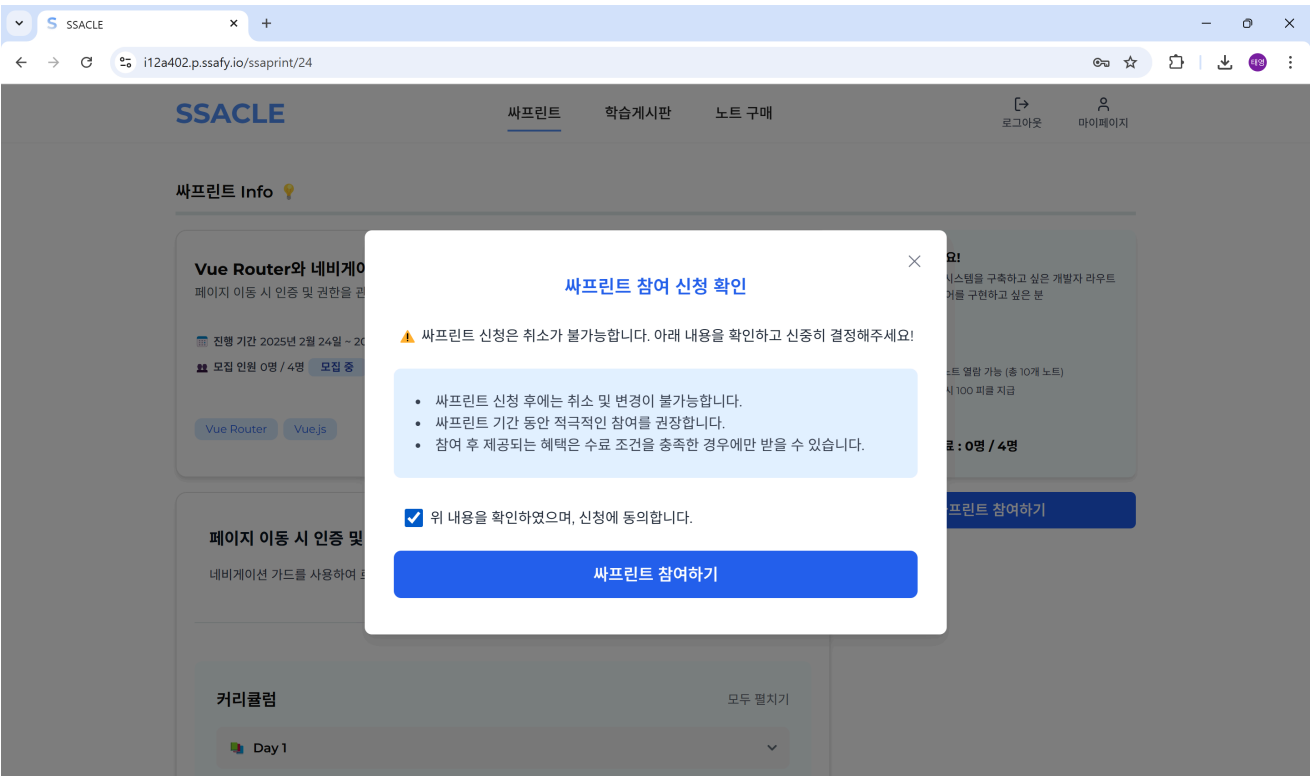 SSACLE
i12a402.p.ssafy.io/ssaprint/24
태영
SSACLE
싸프린트
학습게시판
노트 구매
로그아웃
마이페이지
싸프린트 Info
Vue Router와 네비게이
페이지 이동 시 인증 및 권한을 관
진행 기간 2025년 2월 24일 ~ 20
모집 인원 0명 / 4명 모집 중
Vue Router
Vue.js
요!
시스템을 구축하고 싶은 개발자 라우트
어를 구현하고 싶은 분
노트 열람 가능 (총 10개 노트)
시 100 피클 지급
: 0명 / 4명
프린트 참여하기
싸프린트 참여 신청 확인
싸프린트 신청은 취소가 불가능합니다. 아래 내용을 확인하고 신중히 결정해주세요!
• 싸프린트 신청 후에는 취소 및 변경이 불가능합니다.
• 싸프린트 기간 동안 적극적인 참여를 권장합니다.
• 참여 후 제공되는 혜택은 수료 조건을 충족한 경우에만 받을 수 있습니다.
위 내용을 확인하였으며, 신청에 동의합니다.
싸프린트 참여하기
페이지 이동 시 인증 및
네비게이션 가드를 사용하여
커리큘럼
모두 펼치기
Day 1